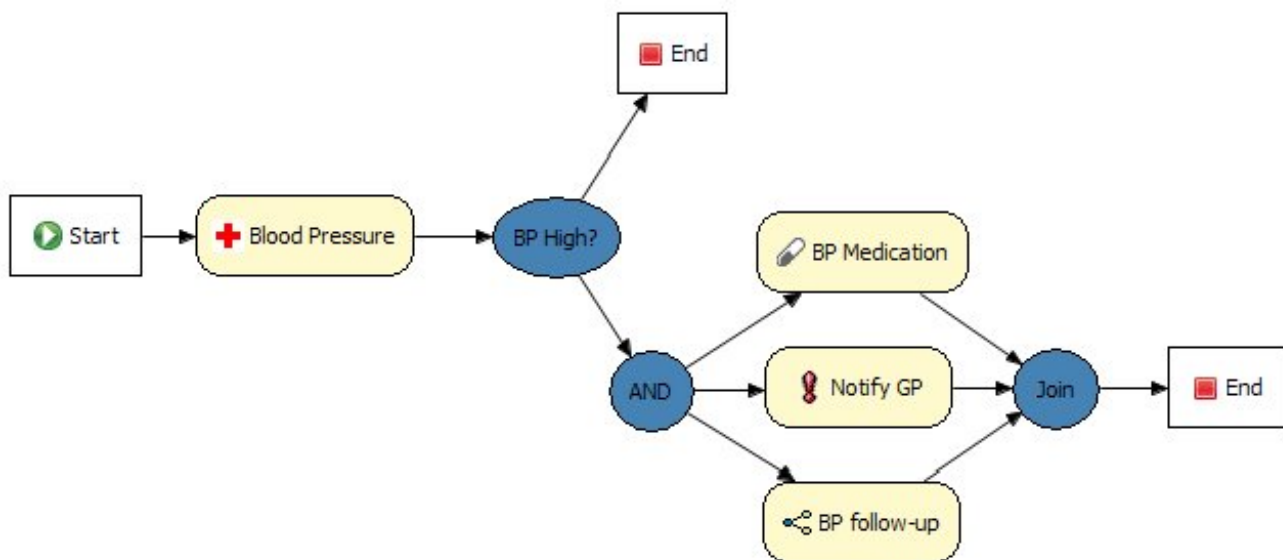 End
Start
Blood Pressure
BP High?
BP Medication
AND
Notify GP
Join
End
BP follow-up